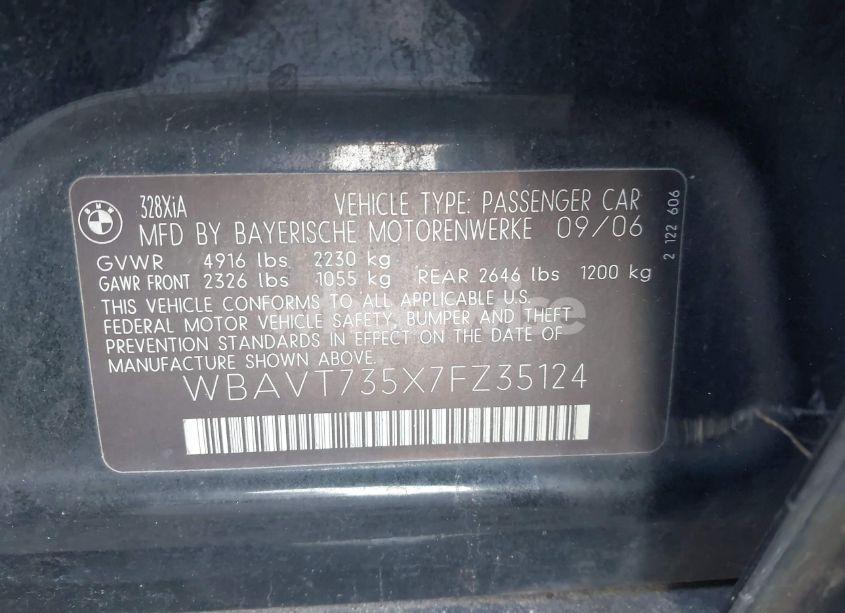 BMW
328XiA VEHICLE TYPE: PASSENGER CAR
MFD BY BAYERISCHE MOTORENWERKE 09/06
GVWR 4916 lbs 2230 kg
GAWR FRONT 2326 lbs 1055 kg REAR 2646 lbs 1200 kg
THIS VEHICLE CONFORMS TO ALL APPLICABLE U.S.
FEDERAL MOTOR VEHICLE SAFETY, BUMPER AND THEFT
PREVENTION STANDARDS IN EFFECT ON THE DATE OF
MANUFACTURE SHOWN ABOVE.
WBAVT735X7FZ35124
2 122 606